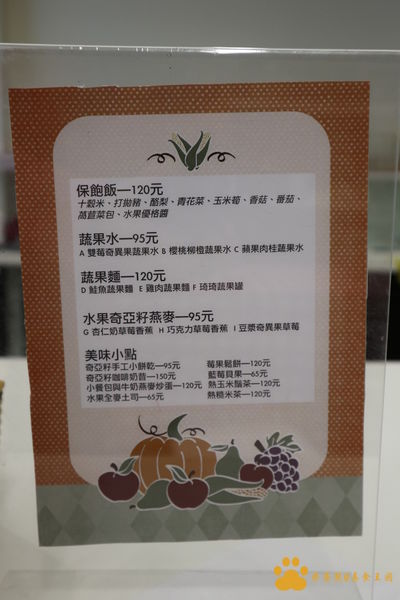 保飽飯—120元
十穀米、打拋豬、酪梨、青花菜、玉米筍、香菇、番茄、
萵苣菜包、水果優格醬
蔬果水—95元
A 雙莓奇異果蔬果水 B 櫻桃柳橙蔬果水 C 蘋果肉桂蔬果水
蔬果麵—120元
D 鮭魚蔬果麵 E 雞肉蔬果麵 F 琦琦蔬果罐
水果奇亞籽燕麥—95元
G 杏仁奶草莓香蕉 H 巧克力草莓香蕉 I 豆漿奇異果草莓
美味小點
奇亞籽手工小餅乾—95元 莓果鬆餅—120元
奇亞籽咖啡奶昔—150元 藍莓貝果—65元
小餐包與牛奶燕麥炒蛋—120元 熱玉米鬚茶—120元
水果全麥土司—65元 熱糙米茶—120元